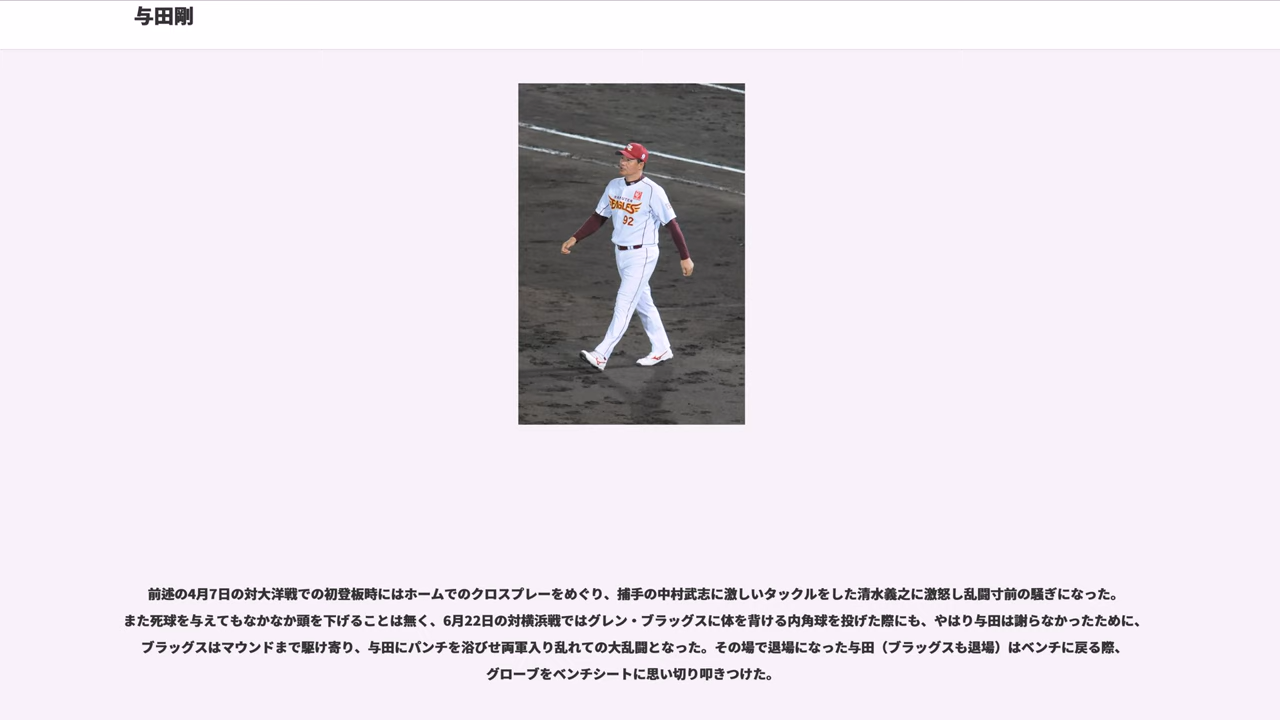 与田剛
EAGLES
92
前述の4月7日の対大洋戦での初登板時にはホームでのクロスプレーをめぐり、捕手の中村武志に激しいタックルをした清水義之に激怒し乱闘寸前の騒ぎになった。
また死球を与えてもなかなか頭を下げることは無く、6月22日の対横浜戦ではグレン・ブラッグスに体を背ける内角球を投げた際にも、やはり与田は謝らなかったために、
ブラッグスはマウンドまで駆け寄り、与田にパンチを浴びせ両軍入り乱れての大乱闘となった。その場で退場になった与田（ブラッグスも退場）はベンチに戻る際、
グローブをベンチシートに思い切り叩きつけた。